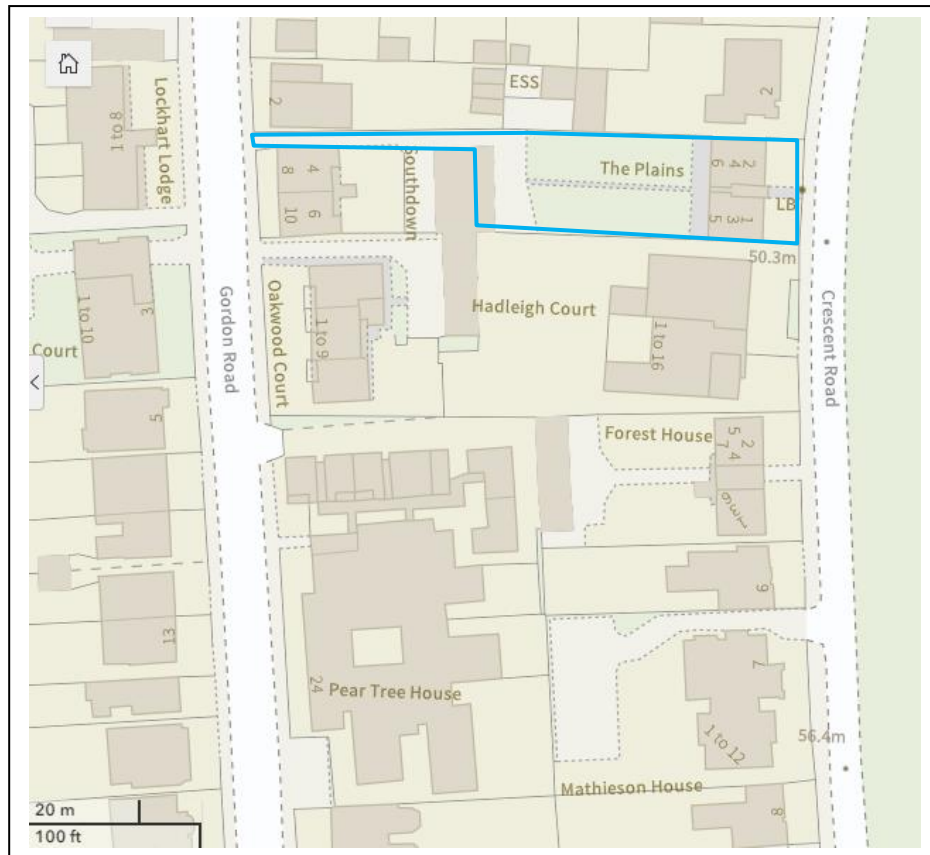 ESS
2
2
Lockhart Lodge
1 to 8
Southdown
4
8
6
10
The Plains
2
4
6
LB
1
3
5
50.3m
Gordon Road
Crescent Road
Oakwood Court
1 to 9
Hadleigh Court
1 to 16
3
1 to 10
Court
5
Forest House
2
5
4
7
1
3
6
9
13
24
Pear Tree House
7
1 to 12
56.4m
Mathieson House
8
20 m
100 ft